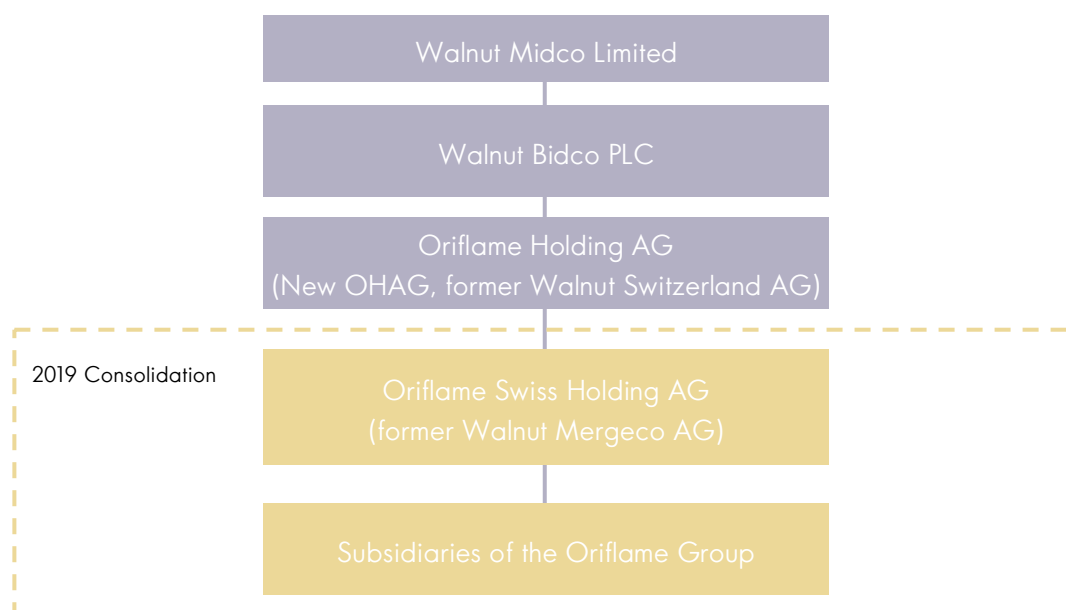 Walnut Midco Limited
Walnut Bidco PLC
Oriflame Holding AG
(New OHAG, former Walnut Switzerland AG)
2019 Consolidation
Oriflame Swiss Holding AG
(former Walnut Mergeco AG)
Subsidiaries of the Oriflame Group